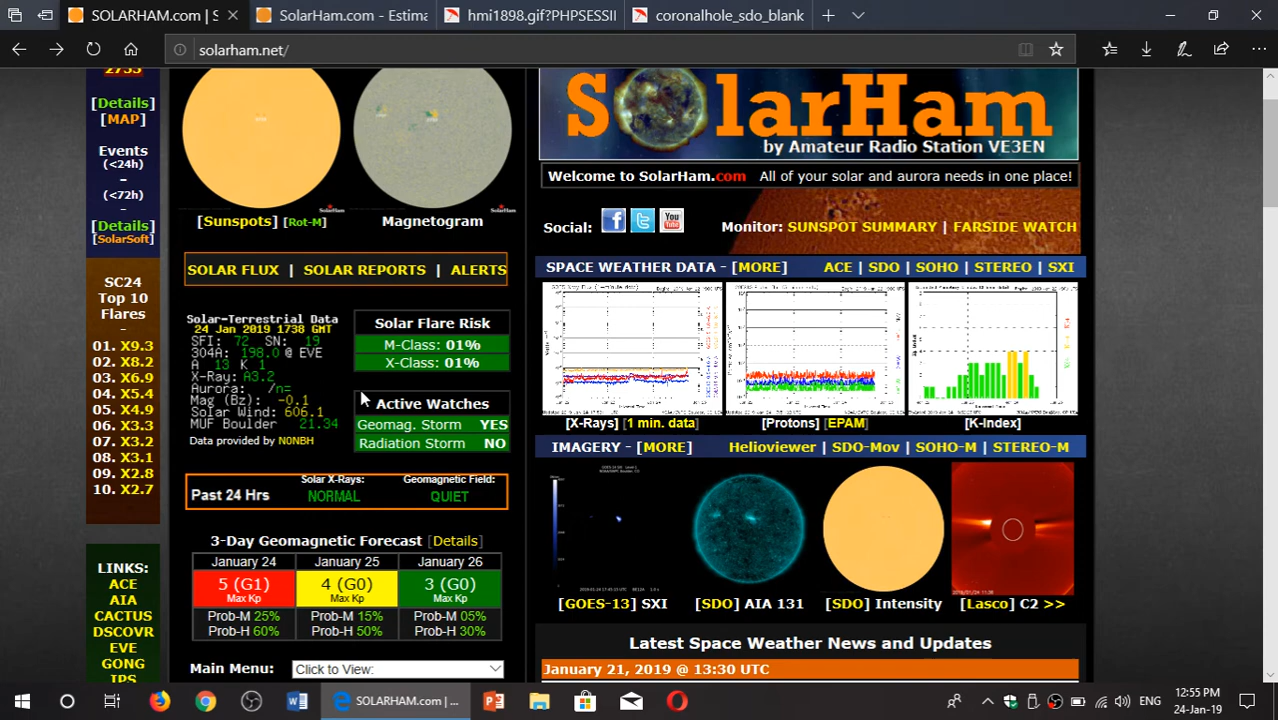 SOLARHAM.com | S
SolarHam.com - Estima
hmi1898.gif?PHPSESSII
coronalhole_sdo_blank
solarham.net/
2755
[Details]
[MAP]
Events
(<24h)
–
(<72h)
–
[Details]
[SolarSoft]
SC24
Top 10
Flares
-
01. X9.3
02. X8.2
03. X6.9
04. X5.4
05. X4.9
06. X3.3
07. X3.2
08. X3.1
09. X2.8
10. X2.7
LINKS:
ACE
AIA
CACTUS
DSCOVR
EVE
GONG
IPS
SolarHam
SolarHam
[Sunspots] [Rot-M]
Magnetogram
SOLAR FLUX | SOLAR REPORTS | ALERTS
Solar-Terrestrial Data
24 Jan 2019 1738 GMT
SFI: 72 SN: 19
304A: 198.0 @ EVE
A 13 K 1
X-Ray: A3.2
Aurora: /n=
Mag (Bz): -0.1
Solar Wind: 606.1
MUF Boulder 21.34
Data provided by N0NBH
Solar Flare Risk
M-Class: 01%
X-Class: 01%
Active Watches
Geomag. Storm YES
Radiation Storm NO
Past 24 Hrs
Solar X-Rays:
NORMAL
Geomagnetic Field:
QUIET
3-Day Geomagnetic Forecast [Details]
January 24 January 25 January 26
5 (G1) 4 (G0) 3 (G0)
Max Kp Max Kp Max Kp
Prob-M 25% Prob-M 15% Prob-M 05%
Prob-H 60% Prob-H 50% Prob-H 30%
Main Menu: Click to View:
SolarHam
by Amateur Radio Station VE3EN
Welcome to SolarHam.com All of your solar and aurora needs in one place!
Social:
You
Tube
Monitor: SUNSPOT SUMMARY | FARSIDE WATCH
SPACE WEATHER DATA - [MORE] ACE | SDO | SOHO | STEREO | SXI
[X-Rays] [1 min. data] [Protons] [EPAM] [K-Index]
IMAGERY - [MORE] Helioviewer | SDO-Mov | SOHO-M | STEREO-M
[GOES-13] SXI [SDO] AIA 131 [SDO] Intensity [Lasco] C2 >>
Latest Space Weather News and Updates
January 21, 2019 @ 13:30 UTC
SOLARHAM.com | ...
ENG
12:55 PM
24-Jan-19